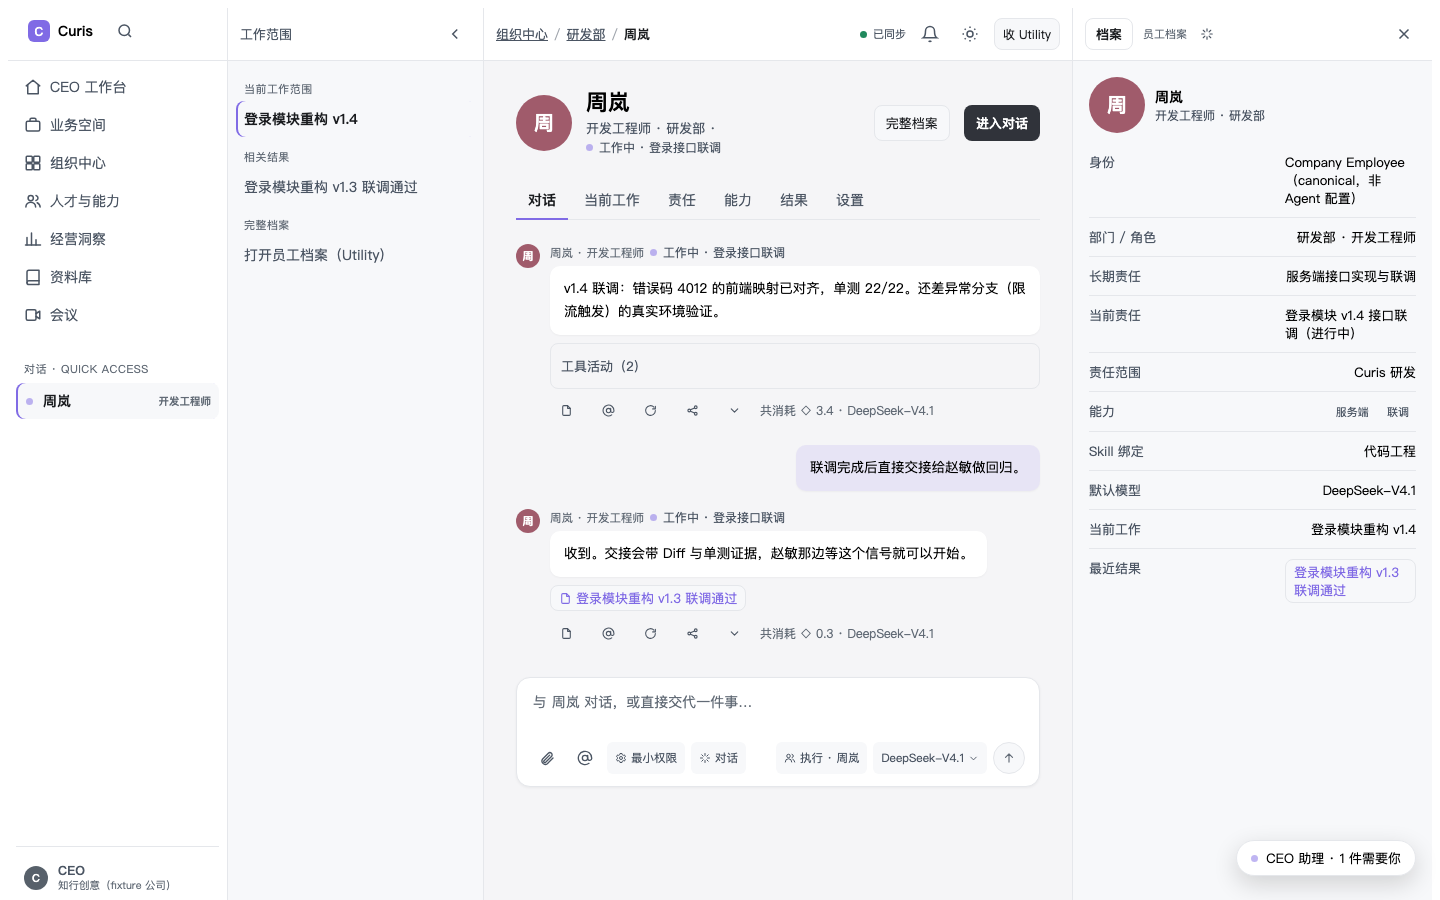 C Curis
CEO 工作台
业务空间
组织中心
人才与能力
经营洞察
资料库
会议
对话 · QUICK ACCESS
周岚 开发工程师
C CEO
知行创意（fixture 公司）
工作范围
当前工作范围
登录模块重构 v1.4
相关结果
登录模块重构 v1.3 联调通过
完整档案
打开员工档案（Utility）
组织中心 / 研发部 / 周岚
已同步
收 Utility
周
周岚
开发工程师 · 研发部 ·
工作中 · 登录接口联调
完整档案
进入对话
对话 当前工作 责任 能力 结果 设置
周 周岚 · 开发工程师 工作中 · 登录接口联调
v1.4 联调：错误码 4012 的前端映射已对齐，单测 22/22。还差异常分支（限
流触发）的真实环境验证。
工具活动（2）
共消耗 ◇ 3.4 · DeepSeek-V4.1
联调完成后直接交接给赵敏做回归。
周 周岚 · 开发工程师 工作中 · 登录接口联调
收到。交接会带 Diff 与单测证据，赵敏那边等这个信号就可以开始。
登录模块重构 v1.3 联调通过
共消耗 ◇ 0.3 · DeepSeek-V4.1
与 周岚 对话，或直接交代一件事...
最小权限 对话 执行 · 周岚 DeepSeek-V4.1
档案 员工档案
周
周岚
开发工程师 · 研发部
身份 Company Employee
（canonical，非
Agent 配置）
部门 / 角色 研发部 · 开发工程师
长期责任 服务端接口实现与联调
当前责任 登录模块 v1.4 接口联
调（进行中）
责任范围 Curis 研发
能力 服务端 联调
Skill 绑定 代码工程
默认模型 DeepSeek-V4.1
当前工作 登录模块重构 v1.4
最近结果 登录模块重构 v1.3
联调通过
CEO 助理 · 1 件需要你